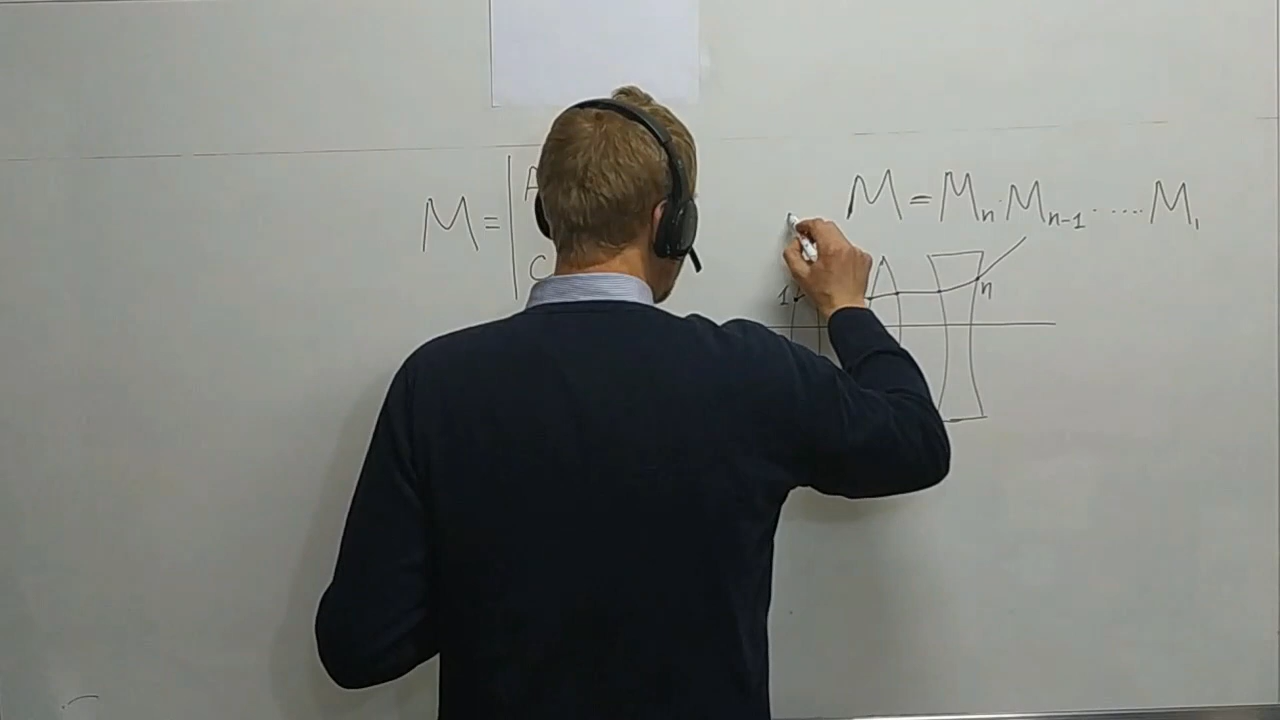 M = | A
C
M = Mₙ · Mₙ₋₁ · .... M₁
1
n